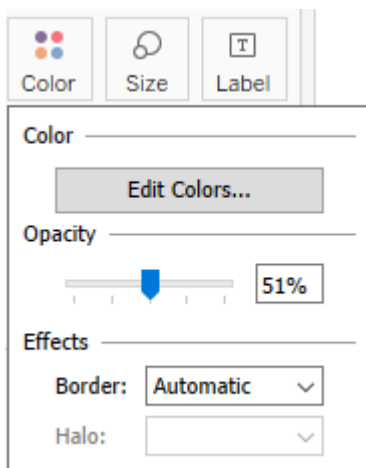 Color Size Label
Color
Edit Colors...
Opacity
51%
Effects
Border: Automatic
Halo: